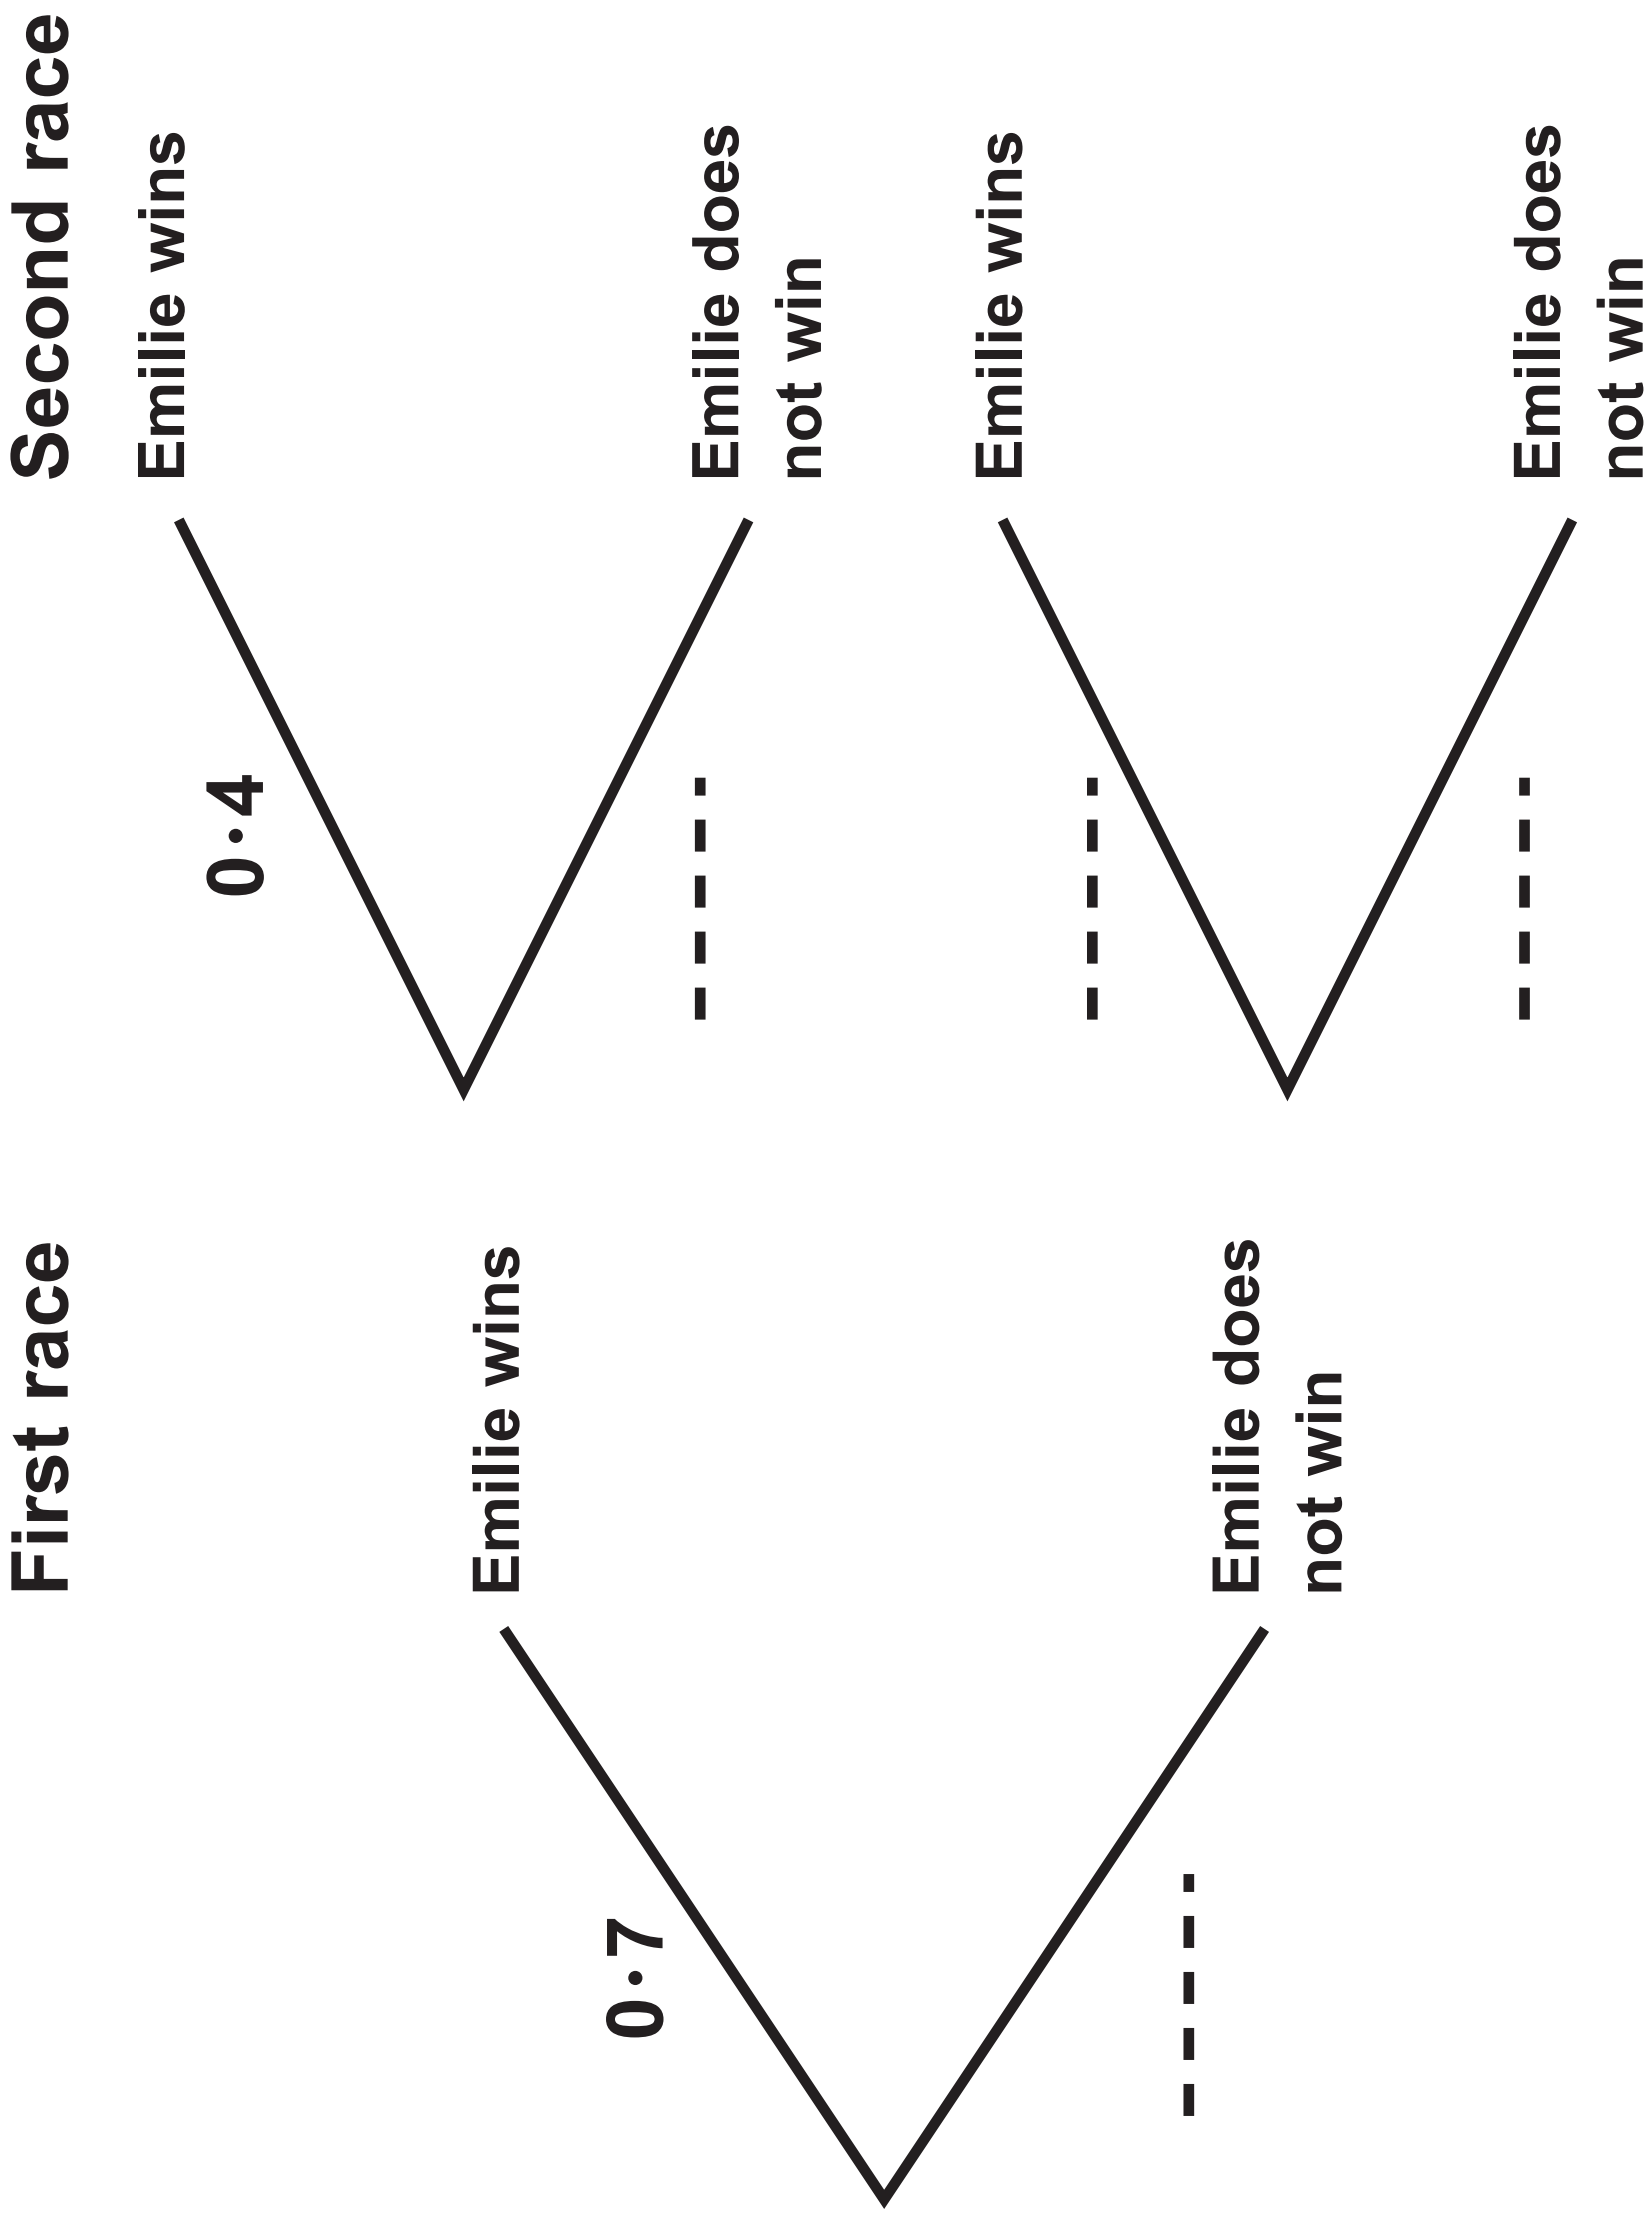 First race
Second race
0·7
Emilie wins
Emilie does
not win
0·4
Emilie wins
Emilie does
not win
Emilie wins
Emilie does
not win